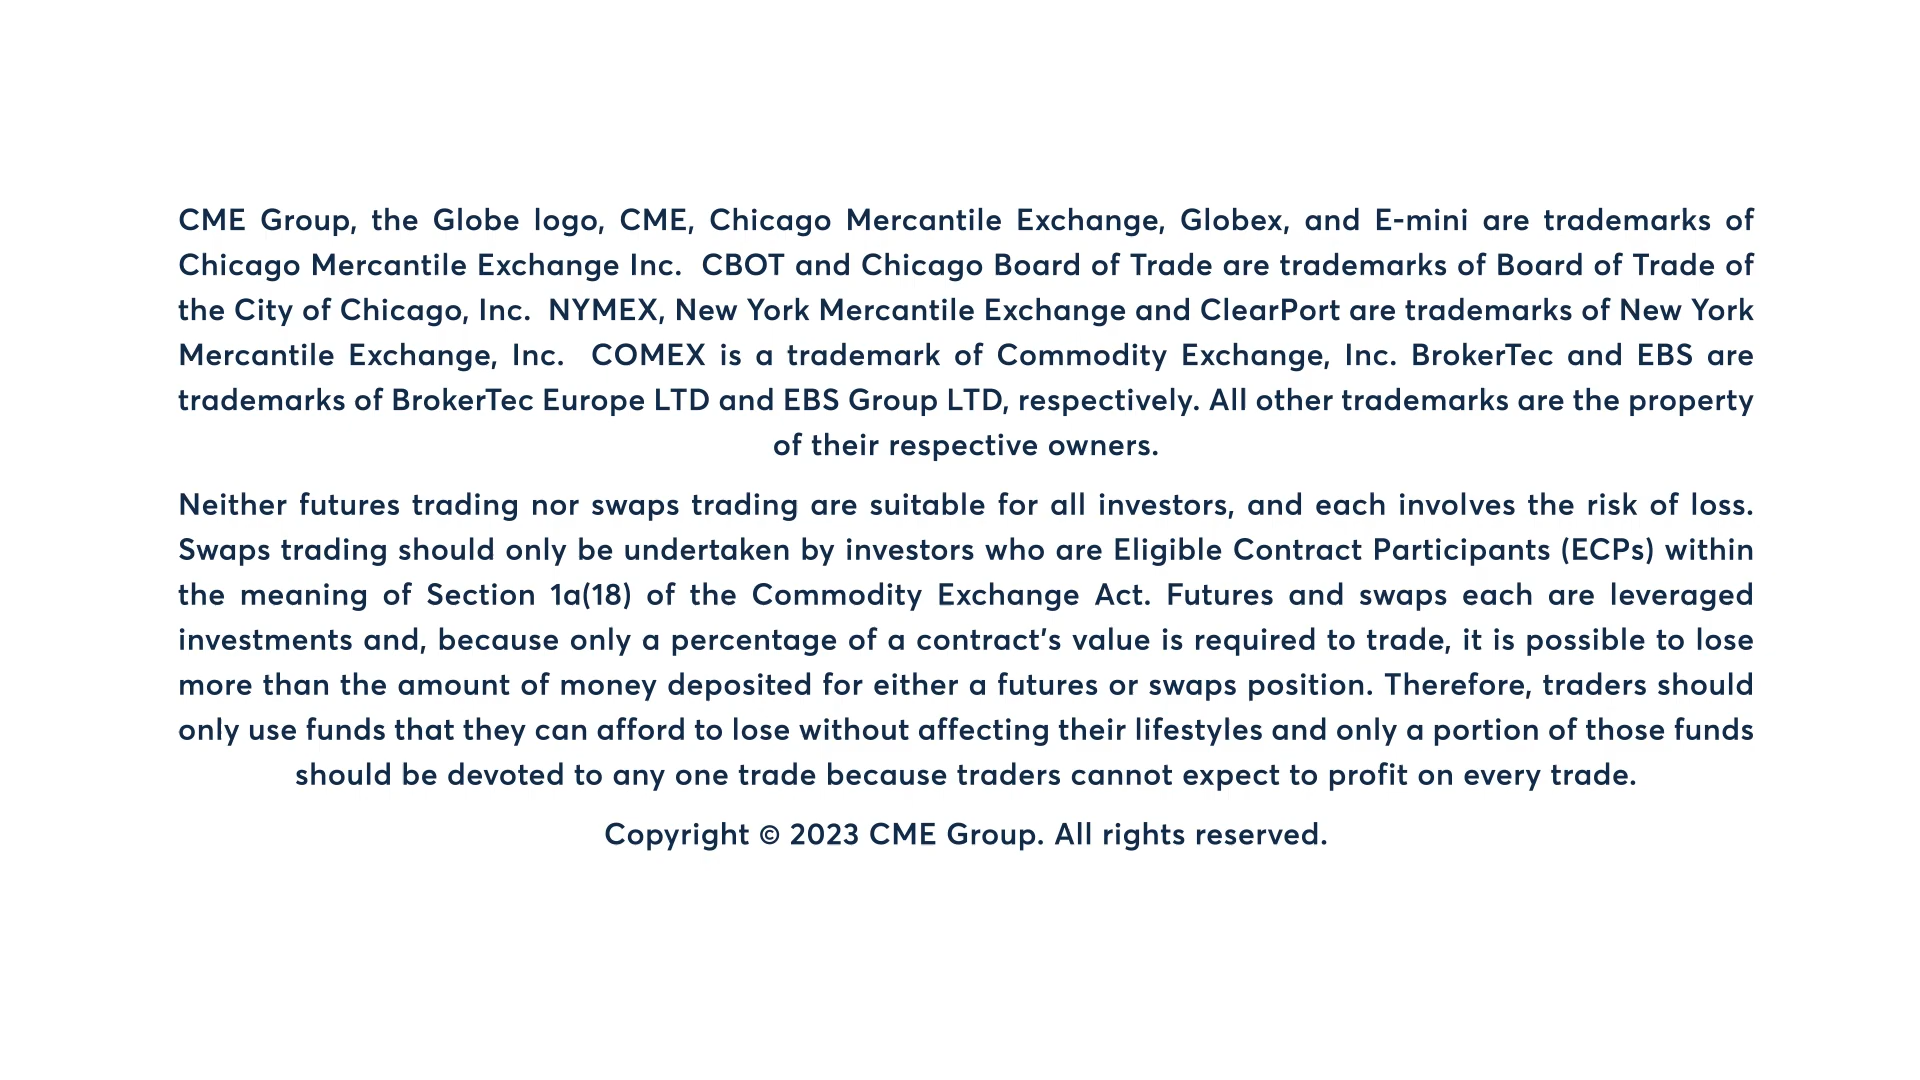 CME Group, the Globe logo, CME, Chicago Mercantile Exchange, Globex, and E-mini are trademarks of
Chicago Mercantile Exchange Inc.  CBOT and Chicago Board of Trade are trademarks of Board of Trade of
the City of Chicago, Inc.  NYMEX, New York Mercantile Exchange and ClearPort are trademarks of New York
Mercantile Exchange, Inc.  COMEX is a trademark of Commodity Exchange, Inc. BrokerTec and EBS are
trademarks of BrokerTec Europe LTD and EBS Group LTD, respectively. All other trademarks are the property
of their respective owners.
Neither futures trading nor swaps trading are suitable for all investors, and each involves the risk of loss.
Swaps trading should only be undertaken by investors who are Eligible Contract Participants (ECPs) within
the meaning of Section 1a(18) of the Commodity Exchange Act. Futures and swaps each are leveraged
investments and, because only a percentage of a contract’s value is required to trade, it is possible to lose
more than the amount of money deposited for either a futures or swaps position. Therefore, traders should
only use funds that they can afford to lose without affecting their lifestyles and only a portion of those funds
should be devoted to any one trade because traders cannot expect to profit on every trade.
Copyright © 2023 CME Group. All rights reserved.